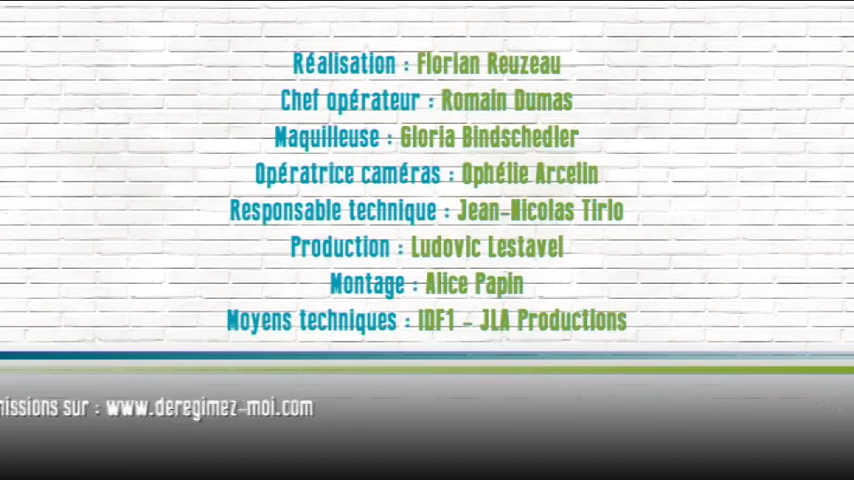 Réalisation : Florian Reuzeau
Chef opérateur : Romain Dumas
Maquilleuse : Gloria Bindschedler
Opératrice caméras : Ophélie Arcelin
Responsable technique : Jean-Nicolas Tirlo
Production : Ludovic Lestavel
Montage : Alice Papin
Moyens techniques : IDF1 - JLA Productions
missions sur : www.deregimez-moi.com